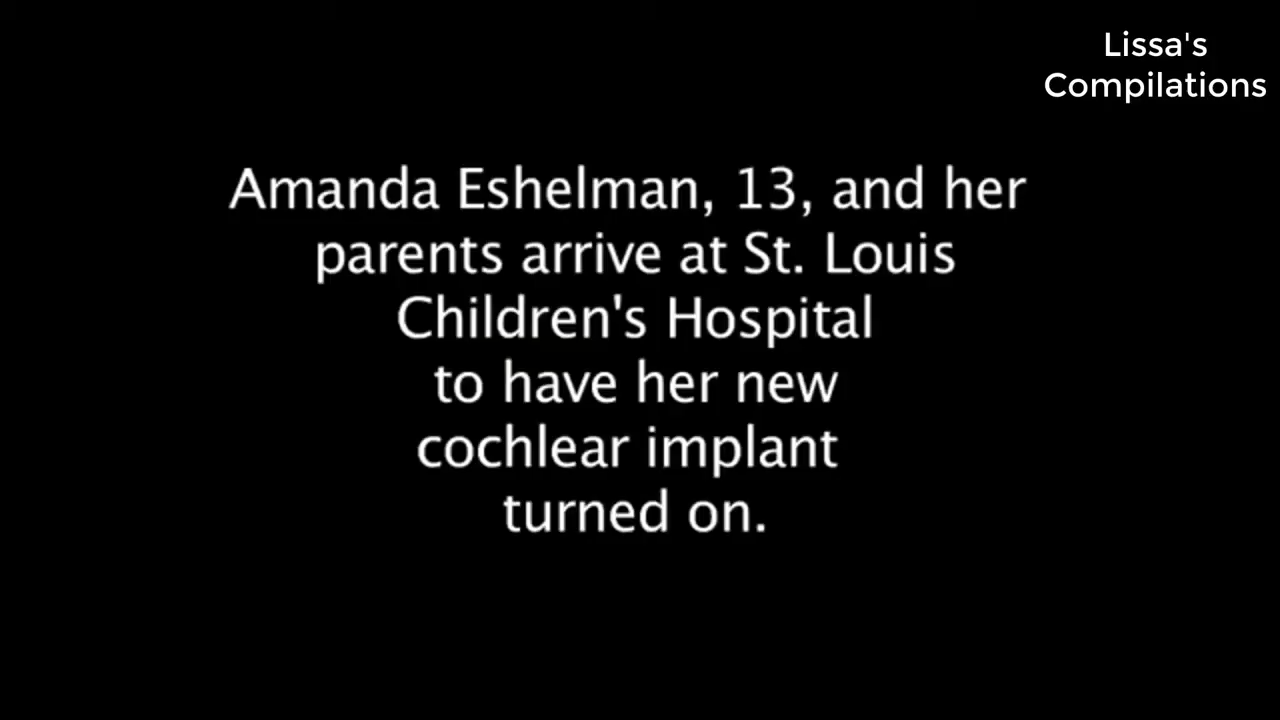 Lissa's
Compilations
Amanda Eshelman, 13, and her
parents arrive at St. Louis
Children's Hospital
to have her new
cochlear implant
turned on.